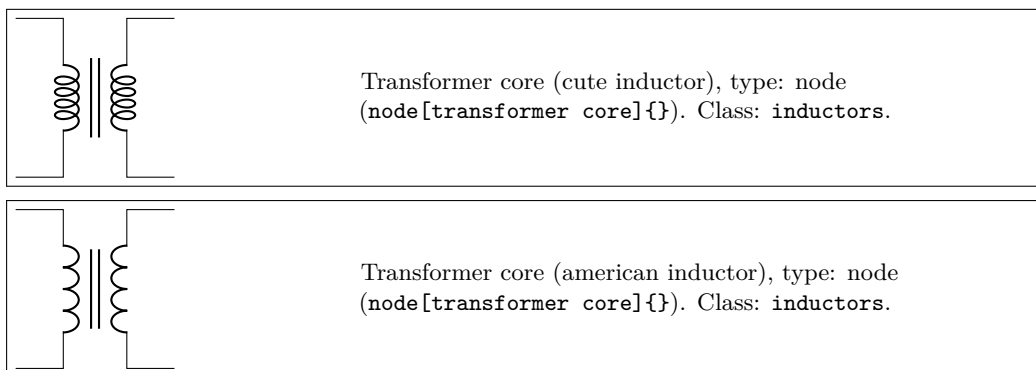 Transformer core (cute inductor), type: node
(node[transformer core]{}). Class: inductors.
Transformer core (american inductor), type: node
(node[transformer core]{}). Class: inductors.